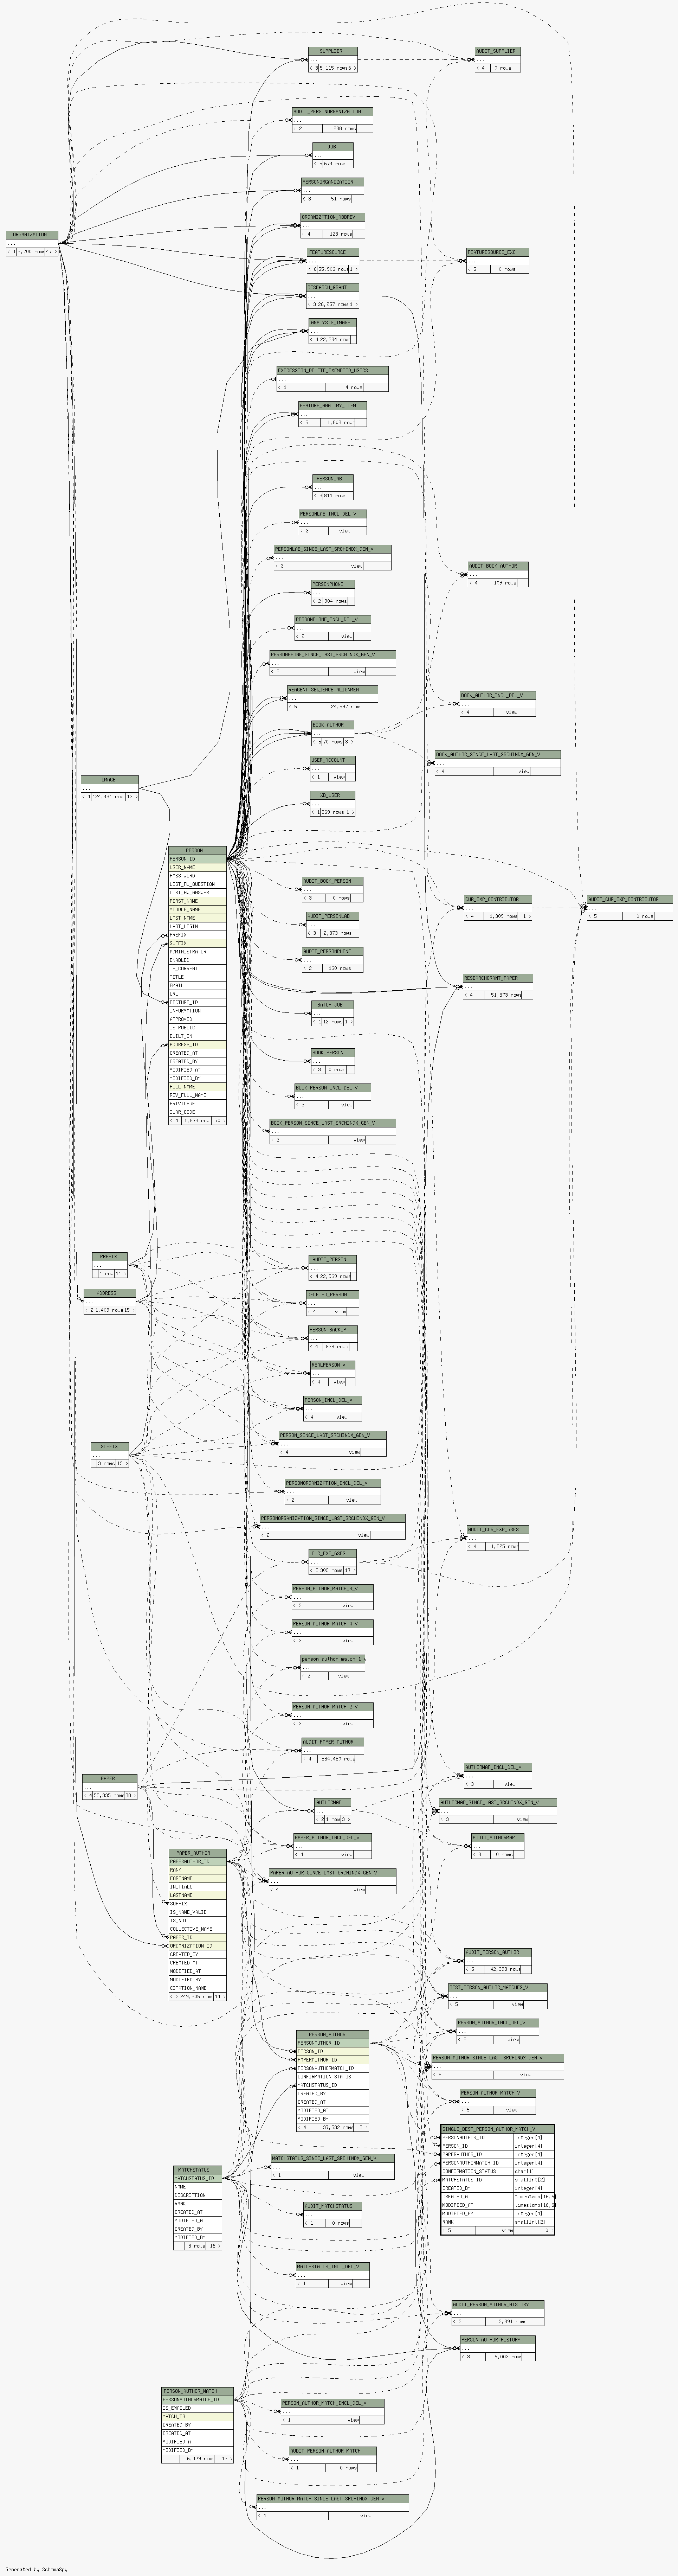 SUPPLIER
...
< 3 5,115 rows 6 >
AUDIT_SUPPLIER
...
< 4 0 rows
AUDIT_PERSONORGANIZATION
...
< 2 288 rows
JOB
...
< 5 674 rows
PERSONORGANIZATION
...
< 3 51 rows
ORGANIZATION_ABBREV
...
< 4 123 rows
ORGANIZATION
...
< 1 2,700 rows 47 >
FEATURESOURCE
...
< 6 55,906 rows 1 >
FEATURESOURCE_EXC
...
< 5 0 rows
RESEARCH_GRANT
...
< 3 26,257 rows 1 >
ANALYSIS_IMAGE
...
< 4 22,394 rows
EXPRESSION_DELETE_EXEMPTED_USERS
...
< 1 4 rows
FEATURE_ANATOMY_ITEM
...
< 5 1,808 rows
PERSONLAB
...
< 3 811 rows
PERSONLAB_INCL_DEL_V
...
< 3 view
PERSONLAB_SINCE_LAST_SRCHINDX_GEN_V
...
< 3 view
AUDIT_BOOK_AUTHOR
...
< 4 109 rows
PERSONPHONE
...
< 2 904 rows
PERSONPHONE_INCL_DEL_V
...
< 2 view
PERSONPHONE_SINCE_LAST_SRCHINDX_GEN_V
...
< 2 view
REAGENT_SEQUENCE_ALIGNMENT
...
< 5 24,597 rows
BOOK_AUTHOR_INCL_DEL_V
...
< 4 view
BOOK_AUTHOR
...
< 5 70 rows 3 >
BOOK_AUTHOR_SINCE_LAST_SRCHINDX_GEN_V
...
< 4 view
USER_ACCOUNT
...
< 1 view
IMAGE
...
< 1 124,431 rows 12 >
XB_USER
...
< 1 369 rows 1 >
PERSON
PERSON_ID
USER_NAME
PASS_WORD
LOST_PW_QUESTION
LOST_PW_ANSWER
FIRST_NAME
MIDDLE_NAME
LAST_NAME
LAST_LOGIN
PREFIX
SUFFIX
ADMINISTRATOR
ENABLED
IS_CURRENT
TITLE
EMAIL
URL
PICTURE_ID
INFORMATION
APPROVED
IS_PUBLIC
BUILT_IN
ADDRESS_ID
CREATED_AT
CREATED_BY
MODIFIED_AT
MODIFIED_BY
FULL_NAME
REV_FULL_NAME
PRIVILEGE
ILAR_CODE
< 4 1,873 rows 70 >
AUDIT_BOOK_PERSON
...
< 3 0 rows
CUR_EXP_CONTRIBUTOR
...
< 4 1,309 rows 1 >
AUDIT_CUR_EXP_CONTRIBUTOR
...
< 5 0 rows
AUDIT_PERSONLAB
...
< 3 2,373 rows
AUDIT_PERSONPHONE
...
< 2 160 rows
RESEARCHGRANT_PAPER
...
< 4 51,873 rows
BATCH_JOB
...
< 1 12 rows 1 >
BOOK_PERSON
...
< 3 0 rows
BOOK_PERSON_INCL_DEL_V
...
< 3 view
BOOK_PERSON_SINCE_LAST_SRCHINDX_GEN_V
...
< 3 view
PREFIX
...
1 row 11 >
AUDIT_PERSON
...
< 4 22,969 rows
ADDRESS
...
< 2 1,409 rows 15 >
DELETED_PERSON
...
< 4 view
PERSON_BACKUP
...
< 4 828 rows
REALPERSON_V
...
< 4 view
PERSON_INCL_DEL_V
...
< 4 view
SUFFIX
...
3 rows 13 >
PERSON_SINCE_LAST_SRCHINDX_GEN_V
...
< 4 view
PERSONORGANIZATION_INCL_DEL_V
...
< 2 view
PERSONORGANIZATION_SINCE_LAST_SRCHINDX_GEN_V
...
< 2 view
AUDIT_CUR_EXP_GSES
...
< 4 1,825 rows
CUR_EXP_GSES
...
< 3 302 rows 17 >
PERSON_AUTHOR_MATCH_3_V
...
< 2 view
PERSON_AUTHOR_MATCH_4_V
...
< 2 view
person_author_match_1_v
...
< 2 view
PERSON_AUTHOR_MATCH_2_V
...
< 2 view
AUDIT_PAPER_AUTHOR
...
< 4 584,480 rows
PAPER
...
< 4 53,335 rows 38 >
AUTHORMAP_INCL_DEL_V
...
< 3 view
AUTHORMAP
...
< 2 1 row 3 >
AUTHORMAP_SINCE_LAST_SRCHINDX_GEN_V
...
< 3 view
PAPER_AUTHOR_INCL_DEL_V
...
< 4 view
AUDIT_AUTHORMAP
...
< 3 0 rows
PAPER_AUTHOR_SINCE_LAST_SRCHINDX_GEN_V
...
< 4 view
PAPER_AUTHOR
PAPERAUTHOR_ID
RANK
FORENAME
INITIALS
LASTNAME
SUFFIX
IS_NAME_VALID
IS_NOT
COLLECTIVE_NAME
PAPER_ID
ORGANIZATION_ID
CREATED_BY
CREATED_AT
MODIFIED_AT
MODIFIED_BY
CITATION_NAME
< 3 249,205 rows 14 >
AUDIT_PERSON_AUTHOR
...
< 5 42,398 rows
BEST_PERSON_AUTHOR_MATCHES_V
...
< 5 view
PERSON_AUTHOR_INCL_DEL_V
...
< 5 view
PERSON_AUTHOR_SINCE_LAST_SRCHINDX_GEN_V
...
< 5 view
PERSON_AUTHOR_MATCH_V
...
< 5 view
PERSON_AUTHOR
PERSONAUTHOR_ID
PERSON_ID
PAPERAUTHOR_ID
PERSONAUTHORMATCH_ID
CONFIRMATION_STATUS
MATCHSTATUS_ID
CREATED_BY
CREATED_AT
MODIFIED_AT
MODIFIED_BY
< 4 37,532 rows 8 >
SINGLE_BEST_PERSON_AUTHOR_MATCH_V
PERSONAUTHOR_ID integer[4]
PERSON_ID integer[4]
PAPERAUTHOR_ID integer[4]
PERSONAUTHORMATCH_ID integer[4]
CONFIRMATION_STATUS char[1]
MATCHSTATUS_ID smallint[2]
CREATED_BY integer[4]
CREATED_AT timestamp[16,6]
MODIFIED_AT timestamp[16,6]
MODIFIED_BY integer[4]
RANK smallint[2]
< 5 view 0 >
MATCHSTATUS_SINCE_LAST_SRCHINDX_GEN_V
...
< 1 view
MATCHSTATUS
MATCHSTATUS_ID
NAME
DESCRIPTION
RANK
CREATED_AT
MODIFIED_AT
CREATED_BY
MODIFIED_BY
8 rows 16 >
AUDIT_MATCHSTATUS
...
< 1 0 rows
MATCHSTATUS_INCL_DEL_V
...
< 1 view
AUDIT_PERSON_AUTHOR_HISTORY
...
< 3 2,891 rows
PERSON_AUTHOR_HISTORY
...
< 3 6,003 rows
PERSON_AUTHOR_MATCH
PERSONAUTHORMATCH_ID
IS_EMAILED
MATCH_TS
CREATED_BY
CREATED_AT
MODIFIED_AT
MODIFIED_BY
6,479 rows 12 >
PERSON_AUTHOR_MATCH_INCL_DEL_V
...
< 1 view
AUDIT_PERSON_AUTHOR_MATCH
...
< 1 0 rows
PERSON_AUTHOR_MATCH_SINCE_LAST_SRCHINDX_GEN_V
...
< 1 view
Generated by SchemaSpy